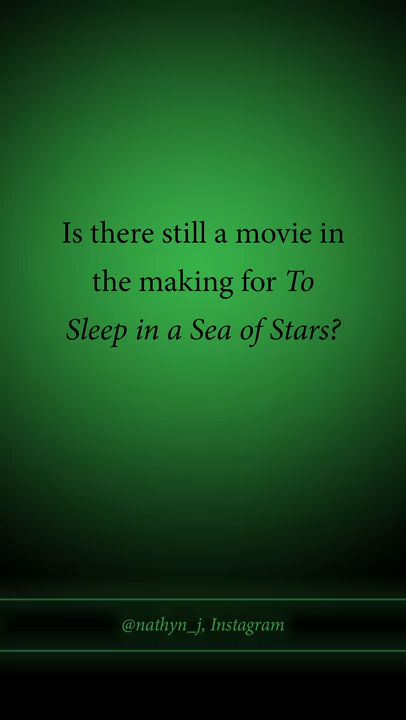 Is there still a movie in
the making for To
Sleep in a Sea of Stars?
@nathyn_j, Instagram